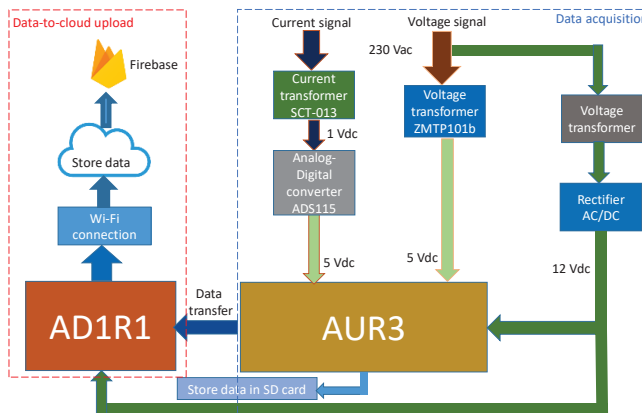 Data-to-cloud upload
Firebase
Store data
Wi-Fi
connection
AD1R1
Data
transfer
Current signal
Voltage signal
Data acquisition
230 Vac
Current
transformer
SCT-013
1 Vdc
Analog-
Digital
converter
ADS115
5 Vdc
Voltage
transformer
ZMTP101b
5 Vdc
Voltage
transformer
Rectifier
AC/DC
12 Vdc
AUR3
Store data in SD card